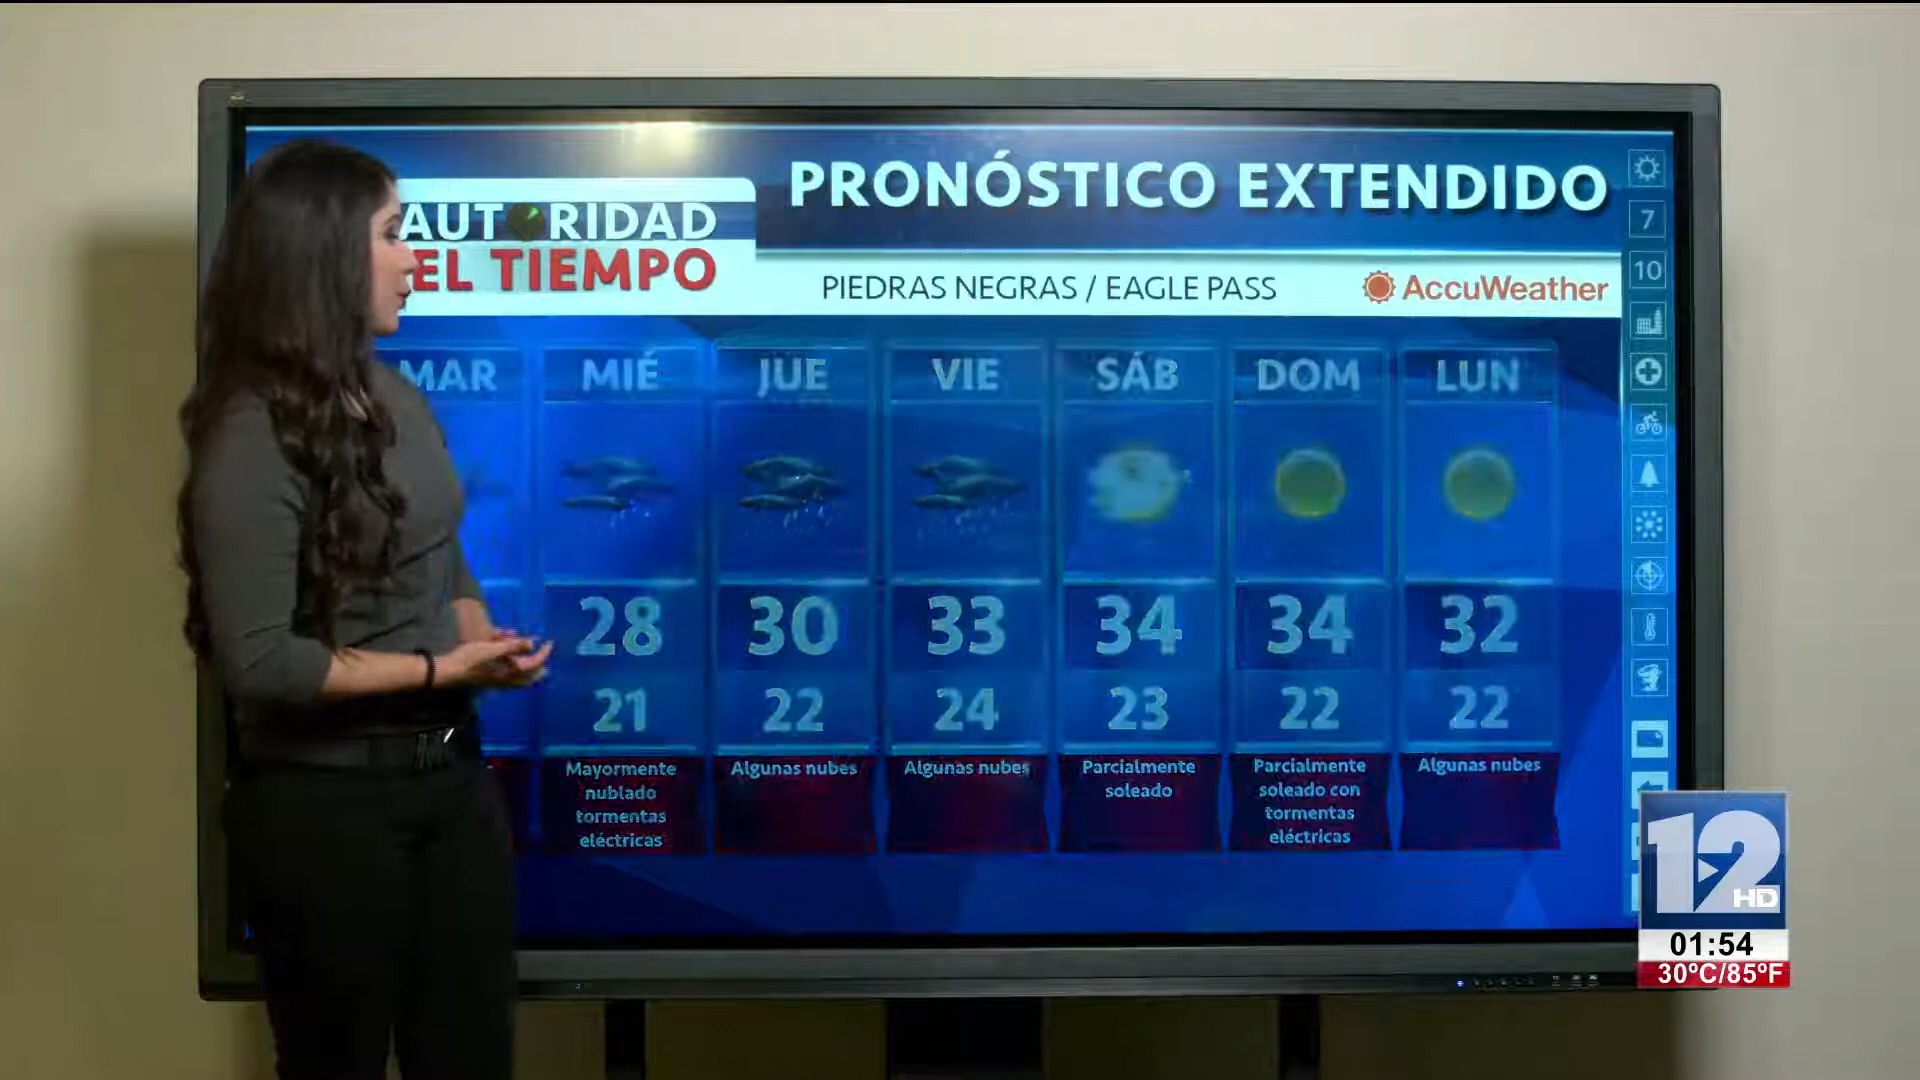 AUTORIDAD
EL TIEMPO
PRONÓSTICO EXTENDIDO
PIEDRAS NEGRAS / EAGLE PASS
AccuWeather
MAR
MIÉ
JUE
VIE
SÁB
DOM
LUN
28
30
33
34
34
32
21
22
24
23
22
22
Mayormente
nublado
tormentas
eléctricas
Algunas nubes
Algunas nubes
Parcialmente
soleado
Parcialmente
soleado con
tormentas
eléctricas
Algunas nubes
7
10
12
HD
01:54
30ºC/85ºF